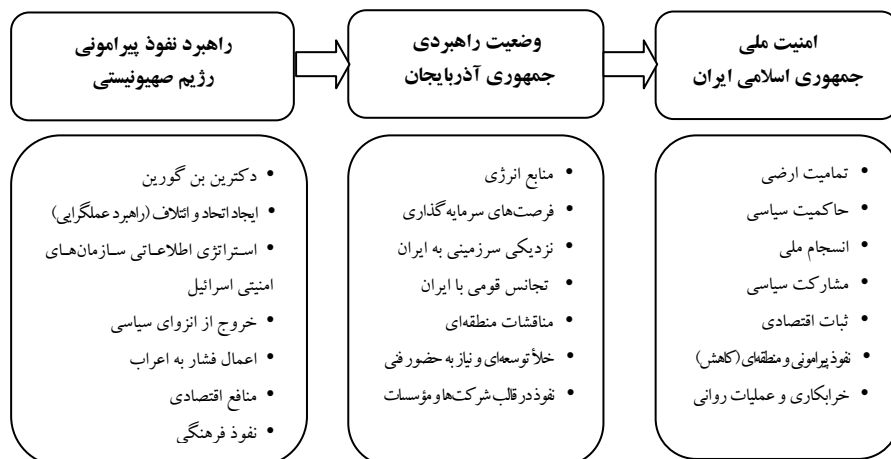 امنیت ملی
جمهوری اسلامی ایران
وضعیت راهبردی
جمهوری آذربایجان
راهبرد نفوذ پیرامونی
رژیم صهیونیستی
• تمامیت ارضی
• حاکمیت سیاسی
• انسجام ملی
• مشارکت سیاسی
• ثبات اقتصادی
• نفوذ پیرامونی و منطقه‌ای (کاهش)
• خرابکاری و عملیات روانی
• منابع انرژی
• فرصت‌های سرمایه‌گذاری
• نزدیکی سرزمینی به ایران
• تجانس قومی با ایران
• مناقشات منطقه‌ای
• خلأ توسعه‌ای و نیاز به حضور فنی
• نفوذ در قالب شرکت‌ها و مؤسسات
• دکترین بن گورین
• ایجاد اتحاد و ائتلاف (راهبرد عملگرایی)
• استراتژی اطلاعاتی سازمان‌های
امنیتی اسرائیل
• خروج از انزوای سیاسی
• اعمال فشار به اعراب
• منافع اقتصادی
• نفوذ فرهنگی